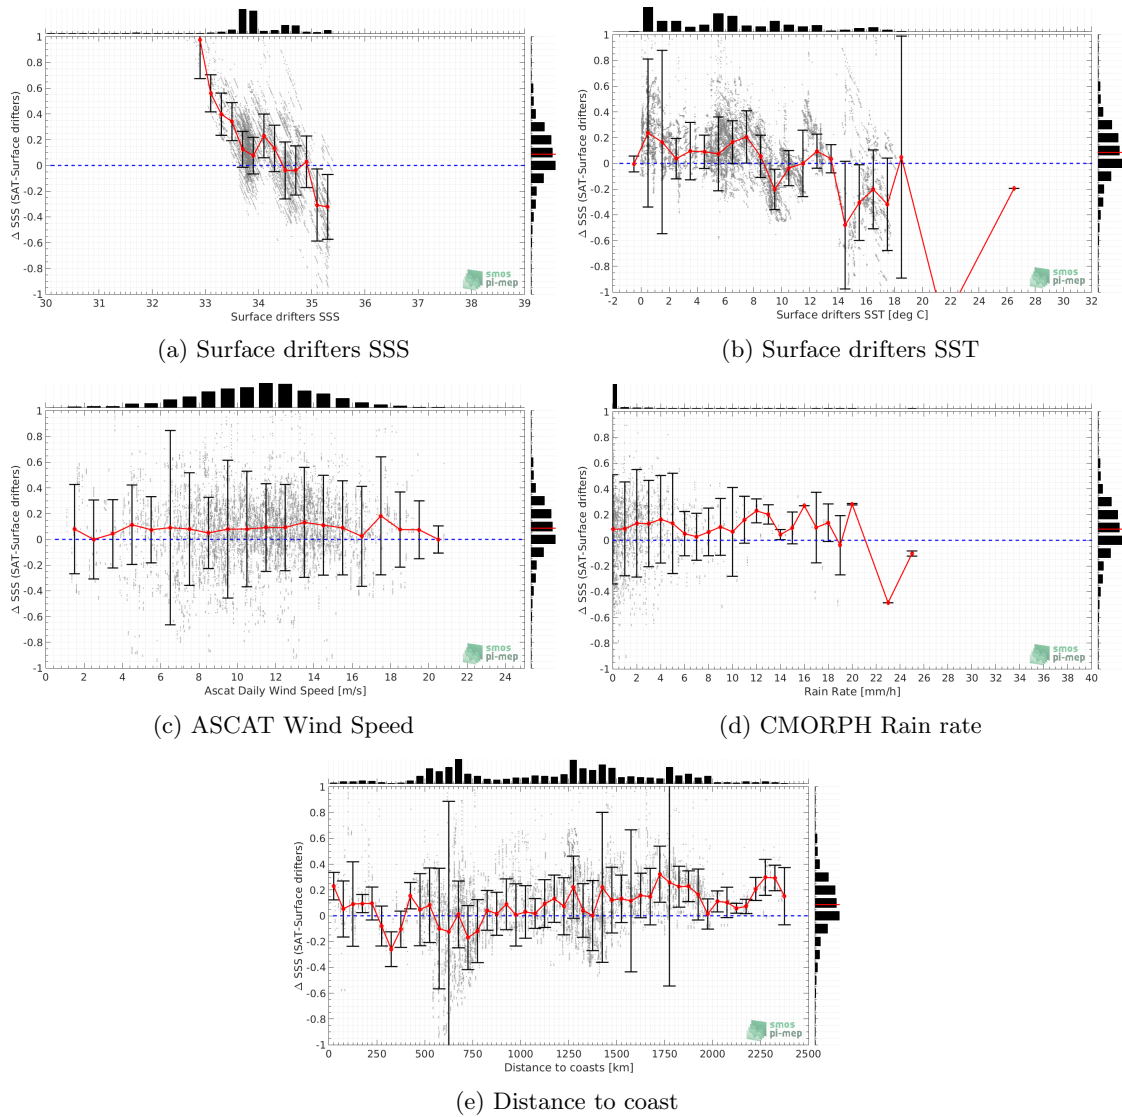 1
0.8
0.6
0.4
0.2
0
-0.2
-0.4
-0.6
-0.8
-1
Δ SSS (SAT-Surface drifters)
30 31 32 33 34 35 36 37 38 39
Surface drifters SSS
smos
pi-mep
(a) Surface drifters SSS
1
0.8
0.6
0.4
0.2
0
-0.2
-0.4
-0.6
-0.8
-1
Δ SSS (SAT-Surface drifters)
-2 0 2 4 6 8 10 12 14 16 18 20 22 24 26 28 30 32
Surface drifters SST [deg C]
smos
pi-mep
(b) Surface drifters SST
1
0.8
0.6
0.4
0.2
0
-0.2
-0.4
-0.6
-0.8
-1
Δ SSS (SAT-Surface drifters)
0 2 4 6 8 10 12 14 16 18 20 22 24
Ascat Daily Wind Speed [m/s]
smos
pi-mep
(c) ASCAT Wind Speed
1
0.8
0.6
0.4
0.2
0
-0.2
-0.4
-0.6
-0.8
-1
Δ SSS (SAT-Surface drifters)
0 2 4 6 8 10 12 14 16 18 20 22 24 26 28 30 32 34 36 38 40
Rain Rate [mm/h]
smos
pi-mep
(d) CMORPH Rain rate
1
0.8
0.6
0.4
0.2
0
-0.2
-0.4
-0.6
-0.8
-1
Δ SSS (SAT-Surface drifters)
0 250 500 750 1000 1250 1500 1750 2000 2250 2500
Distance to coasts [km]
smos
pi-mep
(e) Distance to coast